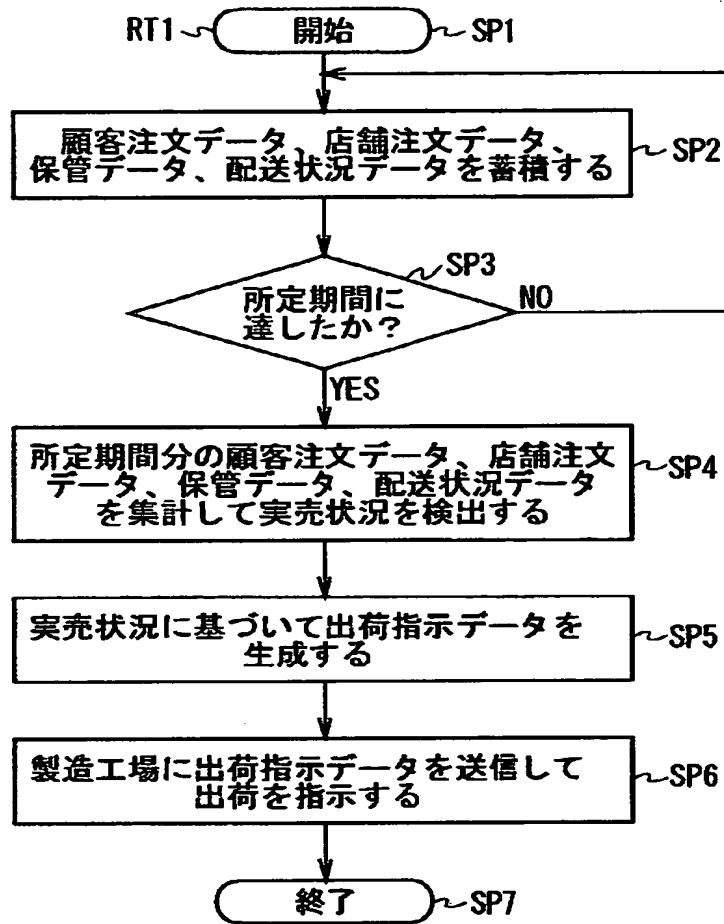 RT1 開始 SP1
顧客注文データ、店舗注文データ、
保管データ、配送状況データを蓄積する
SP2
SP3
所定期間に
達したか？
NO
YES
所定期間分の顧客注文データ、店舗注文
データ、保管データ、配送状況データ
を集計して実売状況を検出する
SP4
実売状況に基づいて出荷指示データを
生成する
SP5
製造工場に出荷指示データを送信して
出荷を指示する
SP6
終了 SP7